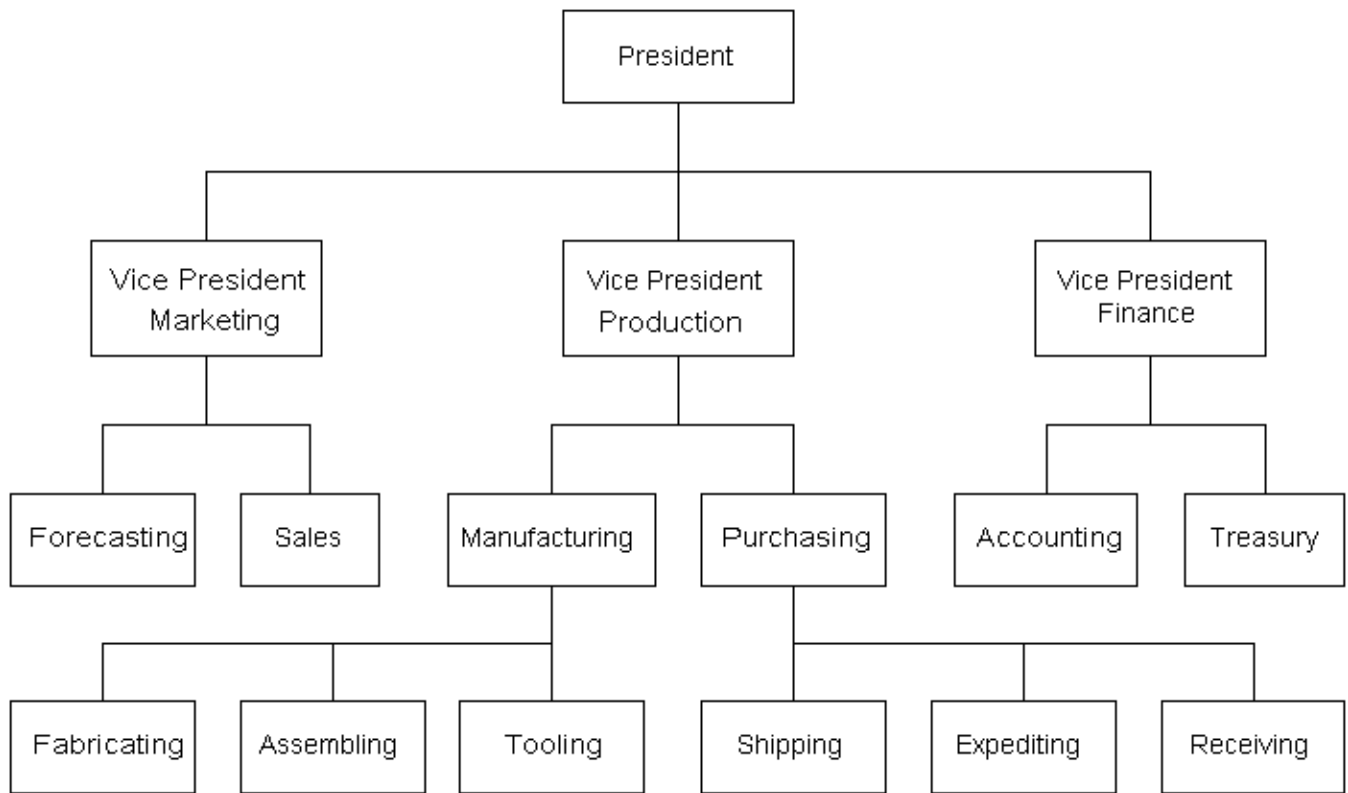 President
Vice President
Marketing
Vice President
Production
Vice President
Finance
Forecasting
Sales
Manufacturing
Purchasing
Accounting
Treasury
Fabricating
Assembling
Tooling
Shipping
Expediting
Receiving